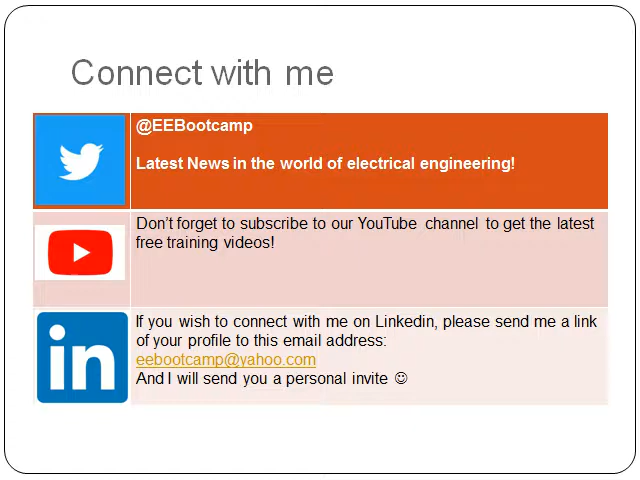 Connect with me
@EEBootcamp
Latest News in the world of electrical engineering!
Don't forget to subscribe to our YouTube channel to get the latest
free training videos!
in
If you wish to connect with me on Linkedin, please send me a link
of your profile to this email address:
eebootcamp@yahoo.com
And I will send you a personal invite ☺